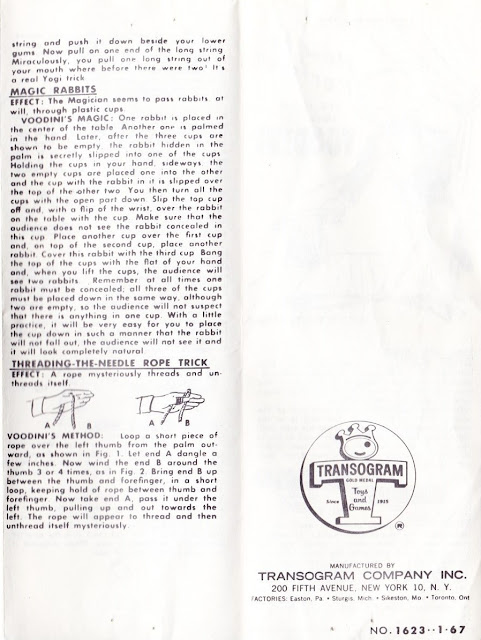 string and push it down beside your lower
gums. Now pull on one end of the long string.
Miraculously, you pull one long string out of
your mouth where before there were two! It's
a real Yogi trick
MAGIC RABBITS
EFFECT: The Magician seems to pass rabbits at
will, through plastic cups.
VOODINI'S MAGIC: One rabbit is placed in
the center of the table. Another one is palmed
in the hand. Later, after the three cups are
shown to be empty, the rabbit hidden in the
palm is secretly slipped into one of the cups.
Holding the cups in your hand, sideways, the
two empty cups are placed one into the other
and the cup with the rabbit in it is slipped over
the top of the other two. You then turn all the
cups with the open part down. Slip the top cup
off and, with a flip of the wrist, over the rabbit
on the table with the cup. Make sure that the
audience does not see the rabbit concealed in
this cup. Place another cup over the first cup
and, on top of the second cup, place another
rabbit. Cover this rabbit with the third cup. Bang
the top of the cups with the flat of your hand
and, when you lift the cups, the audience will
see two rabbits. Remember at all times one
rabbit must be concealed; all three of the cups
must be placed down in the same way, although
two are empty, so the audience will not suspect
that there is anything in one cup. With a little
practice, it will be very easy for you to place
the cup down in such a manner that the rabbit
will not fall out, the audience will not see it and
it will look completely natural.
THREADING-THE-NEEDLE ROPE TRICK
EFFECT: A rope mysteriously threads and un-
threads itself.
A B A B
VOODINI'S METHOD: Loop a short piece of
rope over the left thumb from the palm out-
ward, as shown in Fig. 1. Let end A dangle a
few inches. Now wind the end B around the
thumb 3 or 4 times, as in Fig. 2. Bring end B up
between the thumb and forefinger, in a short
loop, keeping hold of rope between thumb and
forefinger. Now take end A, pass it under the
left thumb, pulling up and out towards the
left. The rope will appear to thread and then
unthread itself mysteriously.
TRANSOGRAM
GOLD MEDAL
Toys
and
Games
Since 1915
®
MANUFACTURED BY
TRANSOGRAM COMPANY INC.
200 FIFTH AVENUE, NEW YORK 10, N. Y.
FACTORIES: Easton, Pa. • Sturgis, Mich. • Sikeston, Mo. • Toronto, Ont
NO. 1623--1-67